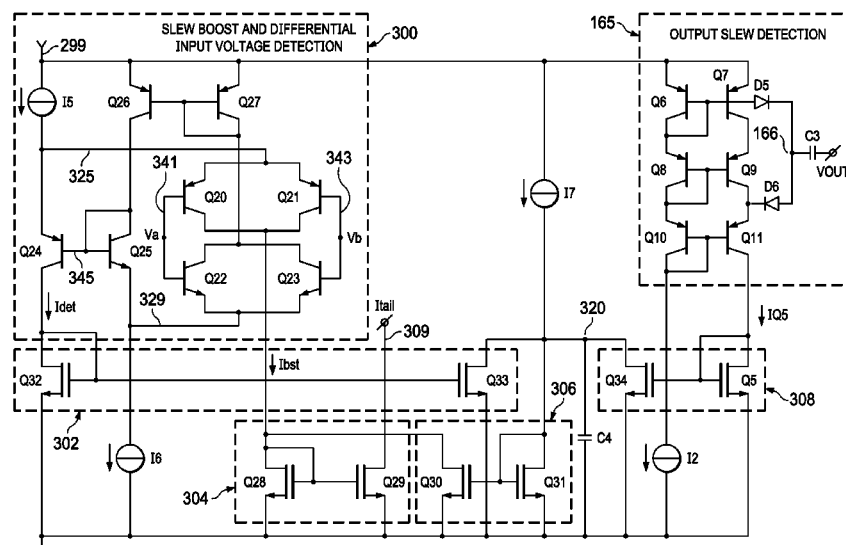 SLEW BOOST AND DIFFERENTIAL
INPUT VOLTAGE DETECTION
300
165
OUTPUT SLEW DETECTION
299
I5
Q26
Q27
Q6
Q7
D5
C3
166
VOUT
325
341
343
Q20
Q21
I7
Q8
Q9
D6
Va
Vb
Q24
Q25
345
Q22
Q23
Q10
Q11
329
Idet
Itail
309
320
IQ5
Ibst
Q32
Q33
Q34
Q5
302
306
308
I6
304
Q28
Q29
Q30
Q31
C4
I2